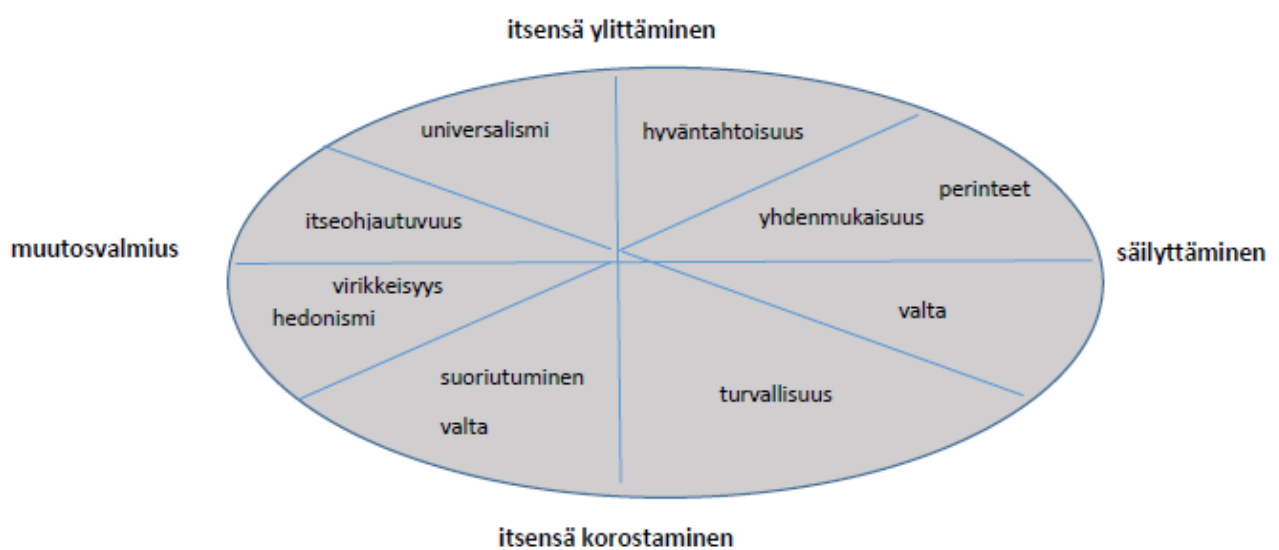 itsensä ylittäminen
universalismi
hyväntahtoisuus
perinteet
itseohjautuvuus
yhdenmukaisuus
muutosvalmius
säilyttäminen
virikkeisyys
hedonismi
valta
suoriutuminen
turvallisuus
valta
itsensä korostaminen